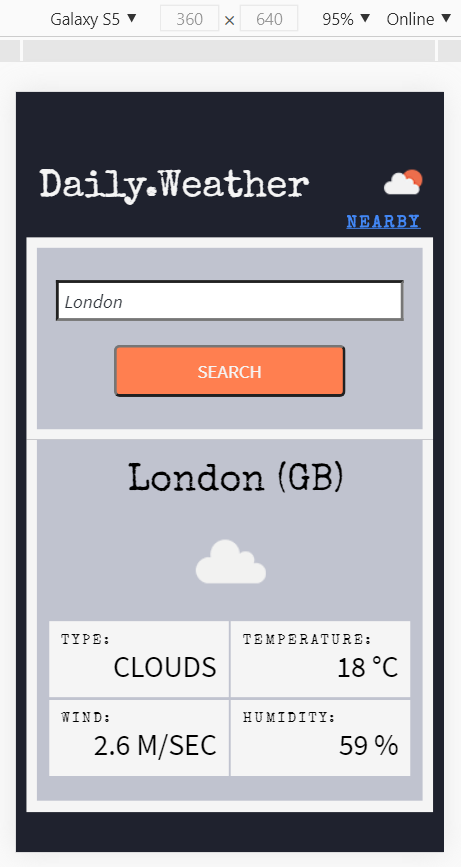 Galaxy S5 ▼ 360 × 640 95% ▼ Online ▼
Daily.Weather
NEARBY
London
SEARCH
London (GB)
TYPE: TEMPERATURE:
CLOUDS 18 °C
WIND: HUMIDITY:
2.6 M/SEC 59 %